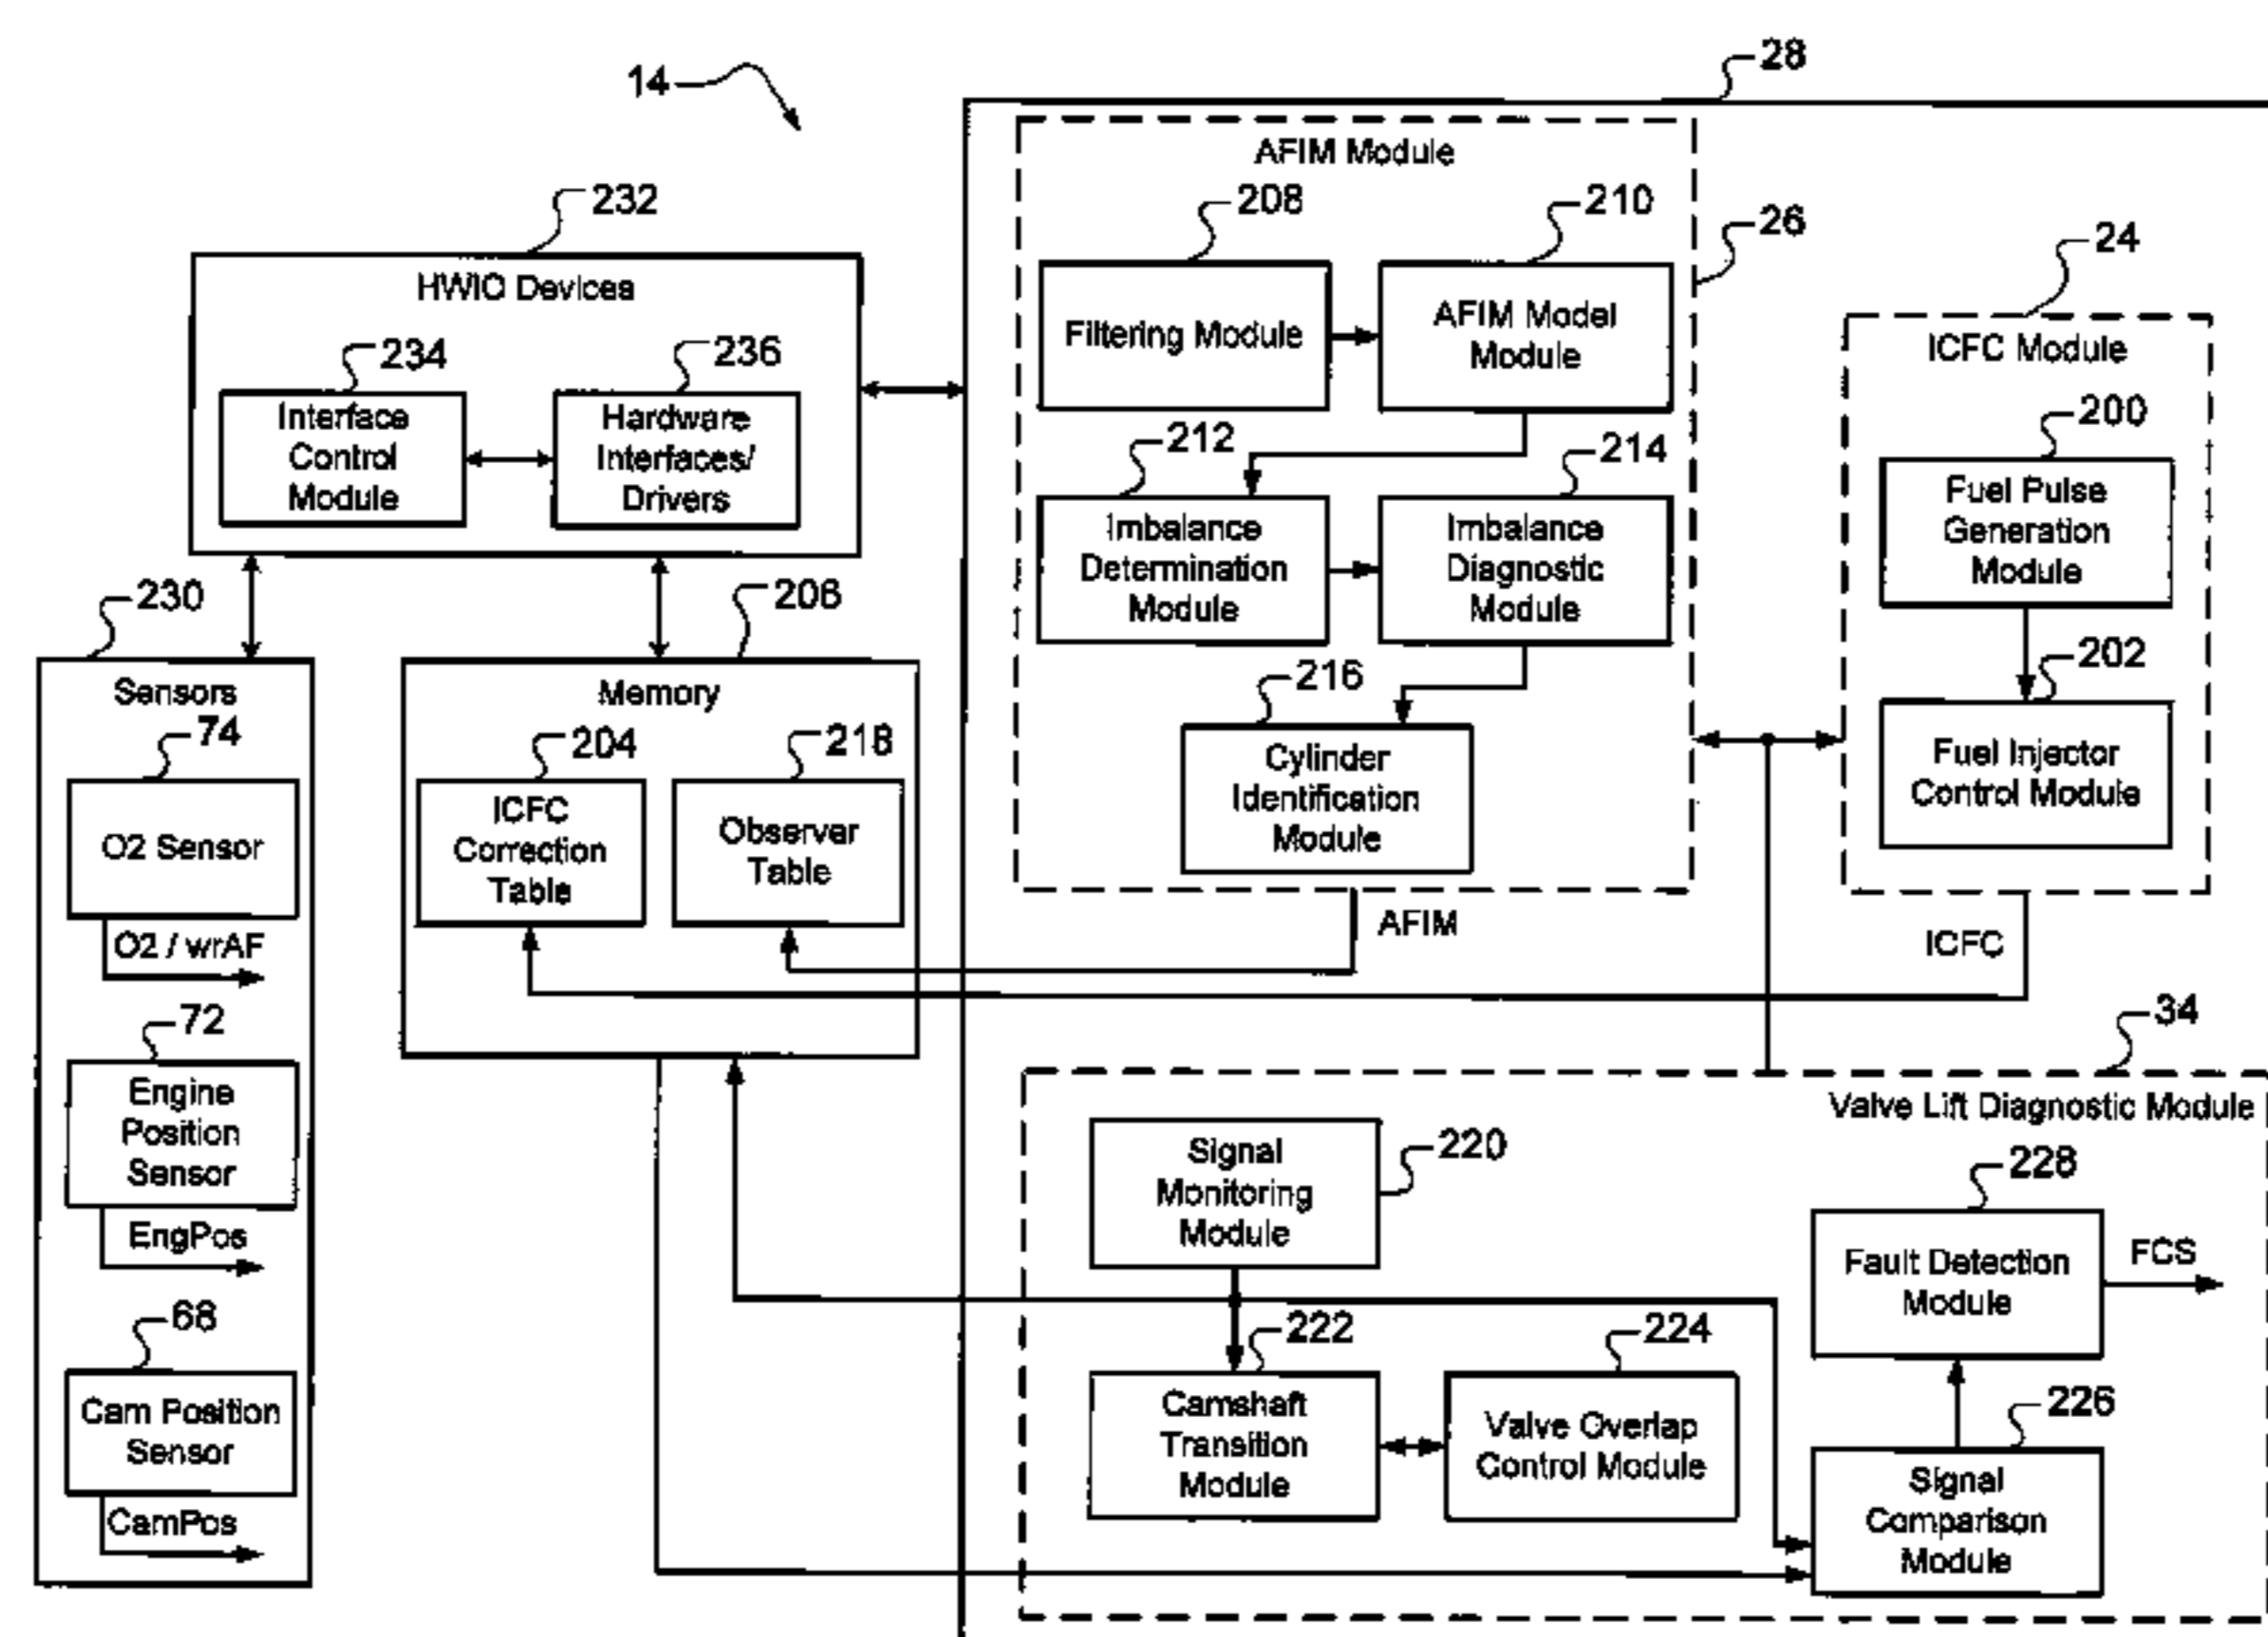 28
14
AFIM Module
232
208
210
26
24
HWIO Devices
ICFC Module
Filtering Module
AFIM Model
Module
234
236
200
Interface
Control
Module
Hardware
Interfaces/
Drivers
212
214
Fuel Pulse
Generation
Module
Imbalance
Determination
Module
Imbalance
Diagnostic
Module
230
206
202
Sensors
Memory
216
74
204
218
Cylinder
Identification
Module
Fuel Injector
Control Module
O2 Sensor
ICFC
Correction
Table
Observer
Table
O2 / wrAF
AFIM
ICFC
72
34
Engine
Position
Sensor
Valve Lift Diagnostic Module
Signal
Monitoring
Module
220
228
EngPos
Fault Detection
Module
FCS
68
222
224
Cam Position
Sensor
Camshaft
Transition
Module
Valve Overlap
Control Module
226
Signal
Comparison
Module
CamPos